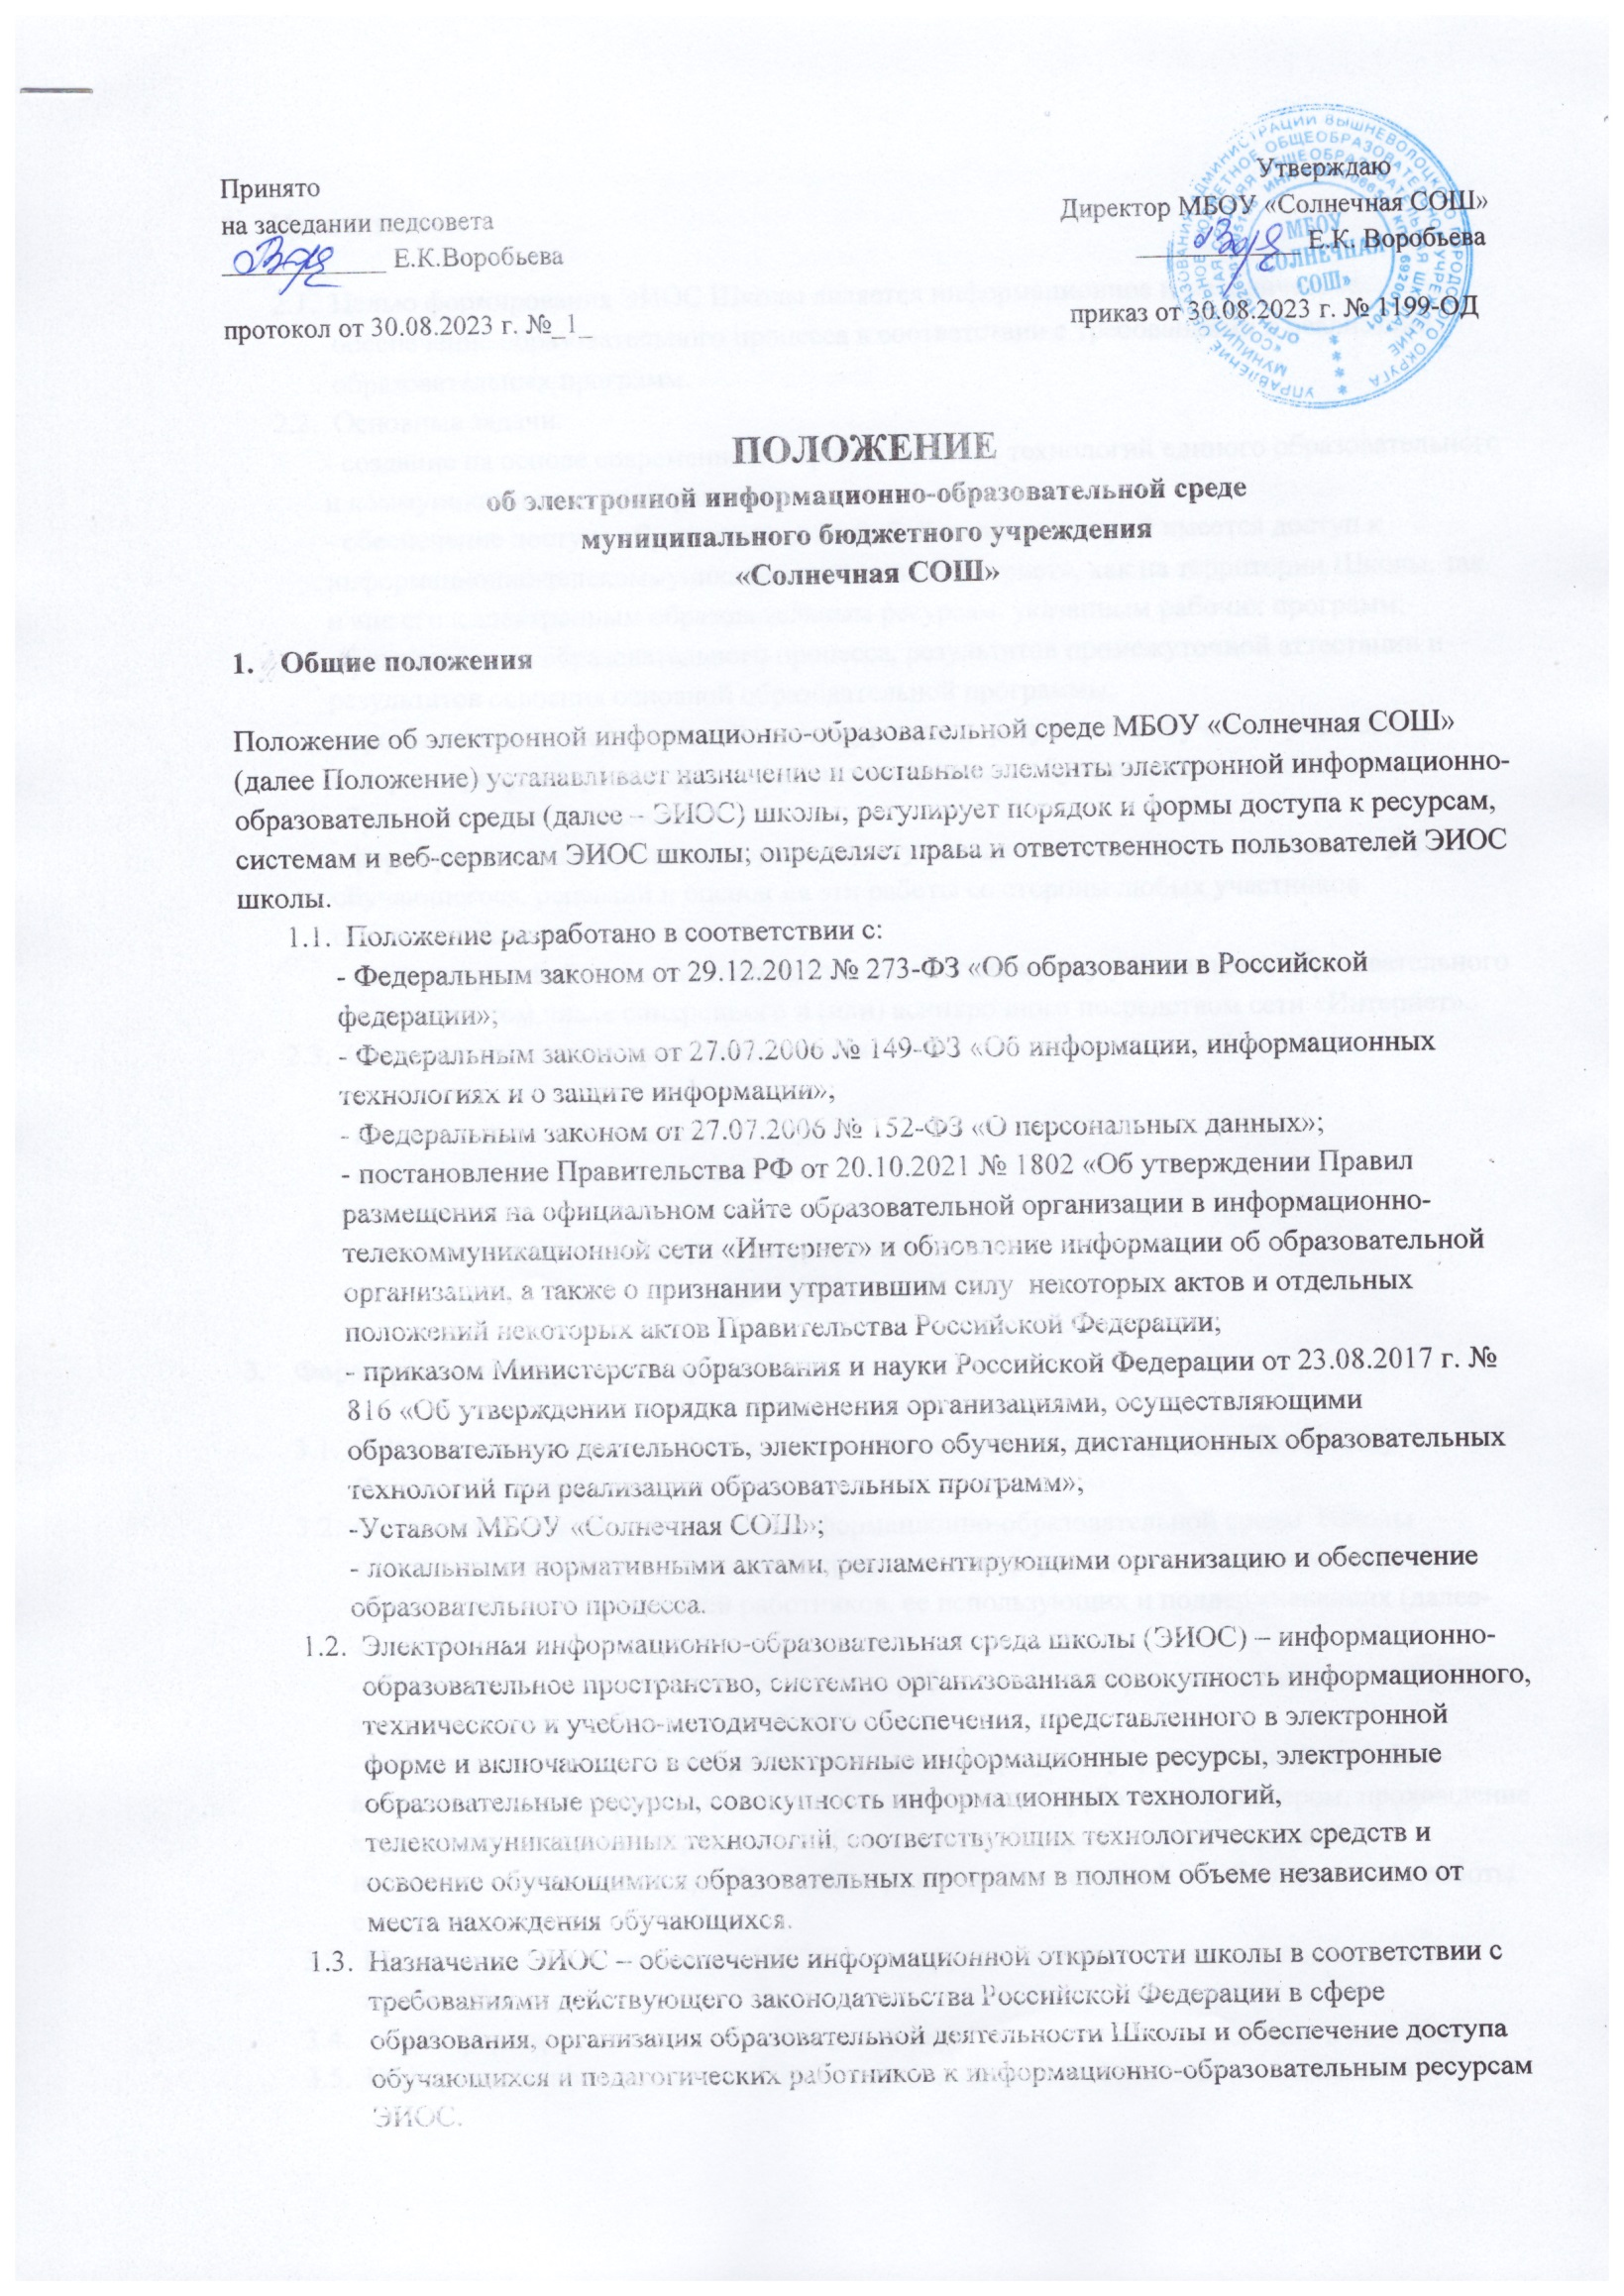 Принято
на заседании педсовета
Е.К.Воробьева
протокол от 30.08.2023 г. №_1_
Утверждаю
Директор МБОУ «Солнечная СОШ»
Е.К. Воробьева
приказ от 30.08.2023 г. № 1199-ОД
МБОУ
«СОЛНЕЧНАЯ
СОШ»
ПОЛОЖЕНИЕ
об электронной информационно-образовательной среде
муниципального бюджетного учреждения
«Солнечная СОШ»
1. Общие положения
Положение об электронной информационно-образовательной среде МБОУ «Солнечная СОШ»
(далее Положение) устанавливает назначение и составные элементы электронной информационно-
образовательной среды (далее – ЭИОС) школы, регулирует порядок и формы доступа к ресурсам,
системам и веб-сервисам ЭИОС школы; определяет права и ответственность пользователей ЭИОС
школы.
1.1. Положение разработано в соответствии с:
- Федеральным законом от 29.12.2012 № 273-ФЗ «Об образовании в Российской
федерации»;
- Федеральным законом от 27.07.2006 № 149-ФЗ «Об информации, информационных
технологиях и о защите информации»;
- Федеральным законом от 27.07.2006 № 152-ФЗ «О персональных данных»;
- постановление Правительства РФ от 20.10.2021 № 1802 «Об утверждении Правил
размещения на официальном сайте образовательной организации в информационно-
телекоммуникационной сети «Интернет» и обновление информации об образовательной
организации, а также о признании утратившим силу некоторых актов и отдельных
положений некоторых актов Правительства Российской Федерации;
- приказом Министерства образования и науки Российской Федерации от 23.08.2017 г. №
816 «Об утверждении порядка применения организациями, осуществляющими
образовательную деятельность, электронного обучения, дистанционных образовательных
технологий при реализации образовательных программ»;
-Уставом МБОУ «Солнечная СОШ»;
- локальными нормативными актами, регламентирующими организацию и обеспечение
образовательного процесса.
1.2. Электронная информационно-образовательная среда школы (ЭИОС) – информационно-
образовательное пространство, системно организованная совокупность информационного,
технического и учебно-методического обеспечения, представленного в электронной
форме и включающего в себя электронные информационные ресурсы, электронные
образовательные ресурсы, совокупность информационных технологий,
телекоммуникационных технологий, соответствующих технологических средств и
освоение обучающимися образовательных программ в полном объеме независимо от
места нахождения обучающихся.
1.3. Назначение ЭИОС – обеспечение информационной открытости школы в соответствии с
требованиями действующего законодательства Российской Федерации в сфере
образования, организация образовательной деятельности Школы и обеспечение доступа
обучающихся и педагогических работников к информационно-образовательным ресурсам
ЭИОС.